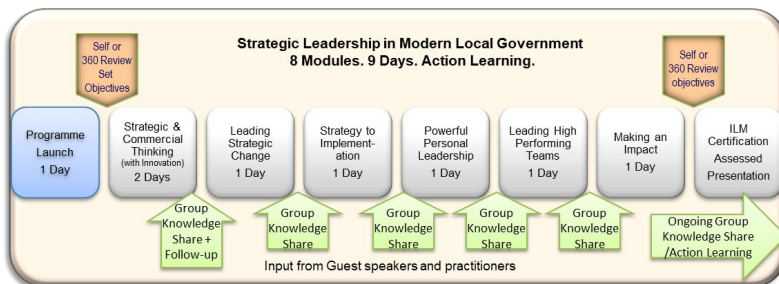 Self or
360 Review
Set
Objectives
Strategic Leadership in Modern Local Government
8 Modules. 9 Days. Action Learning.
Self or
360 Review
objectives
Programme
Launch
1 Day
Strategic &
Commercial
Thinking
(with Innovation)
2 Days
Leading
Strategic
Change
1 Day
Strategy to
Implement-
ation
1 Day
Powerful
Personal
Leadership
1 Day
Leading High
Performing
Teams
1 Day
Making an
Impact
1 Day
ILM
Certification
Assessed
Presentation
Group
Knowledge
Share +
Follow-up
Group
Knowledge
Share
Group
Knowledge
Share
Group
Knowledge
Share
Group
Knowledge
Share
Ongoing Group
Knowledge Share
/Action Learning
Input from Guest speakers and practitioners